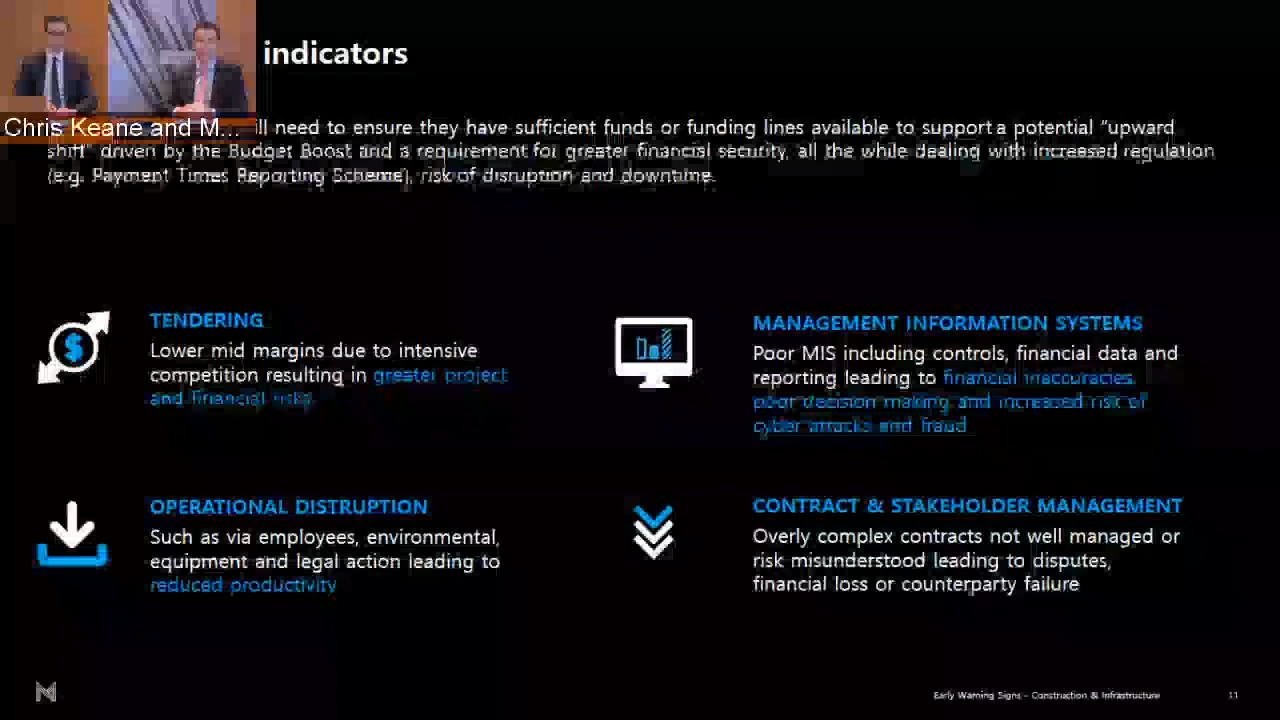 indicators
Chris Keane and M...
ll need to ensure they have sufficient funds or funding lines available to support a potential “upward
shift” driven by the Budget Boost and a requirement for greater financial security, all the while dealing with increased regulation
(e.g. Payment Times Reporting Scheme), risk of disruption and downtime.
TENDERING
Lower mid margins due to intensive
competition resulting in greater project
and financial risks
MANAGEMENT INFORMATION SYSTEMS
Poor MIS including controls, financial data and
reporting leading to financial inaccuracies,
poor decision making and increased risk of
cyber attacks and fraud
OPERATIONAL DISTRUPTION
Such as via employees, environmental,
equipment and legal action leading to
reduced productivity
CONTRACT & STAKEHOLDER MANAGEMENT
Overly complex contracts not well managed or
risk misunderstood leading to disputes,
financial loss or counterparty failure
Early Warning Signs - Construction & Infrastructure
11